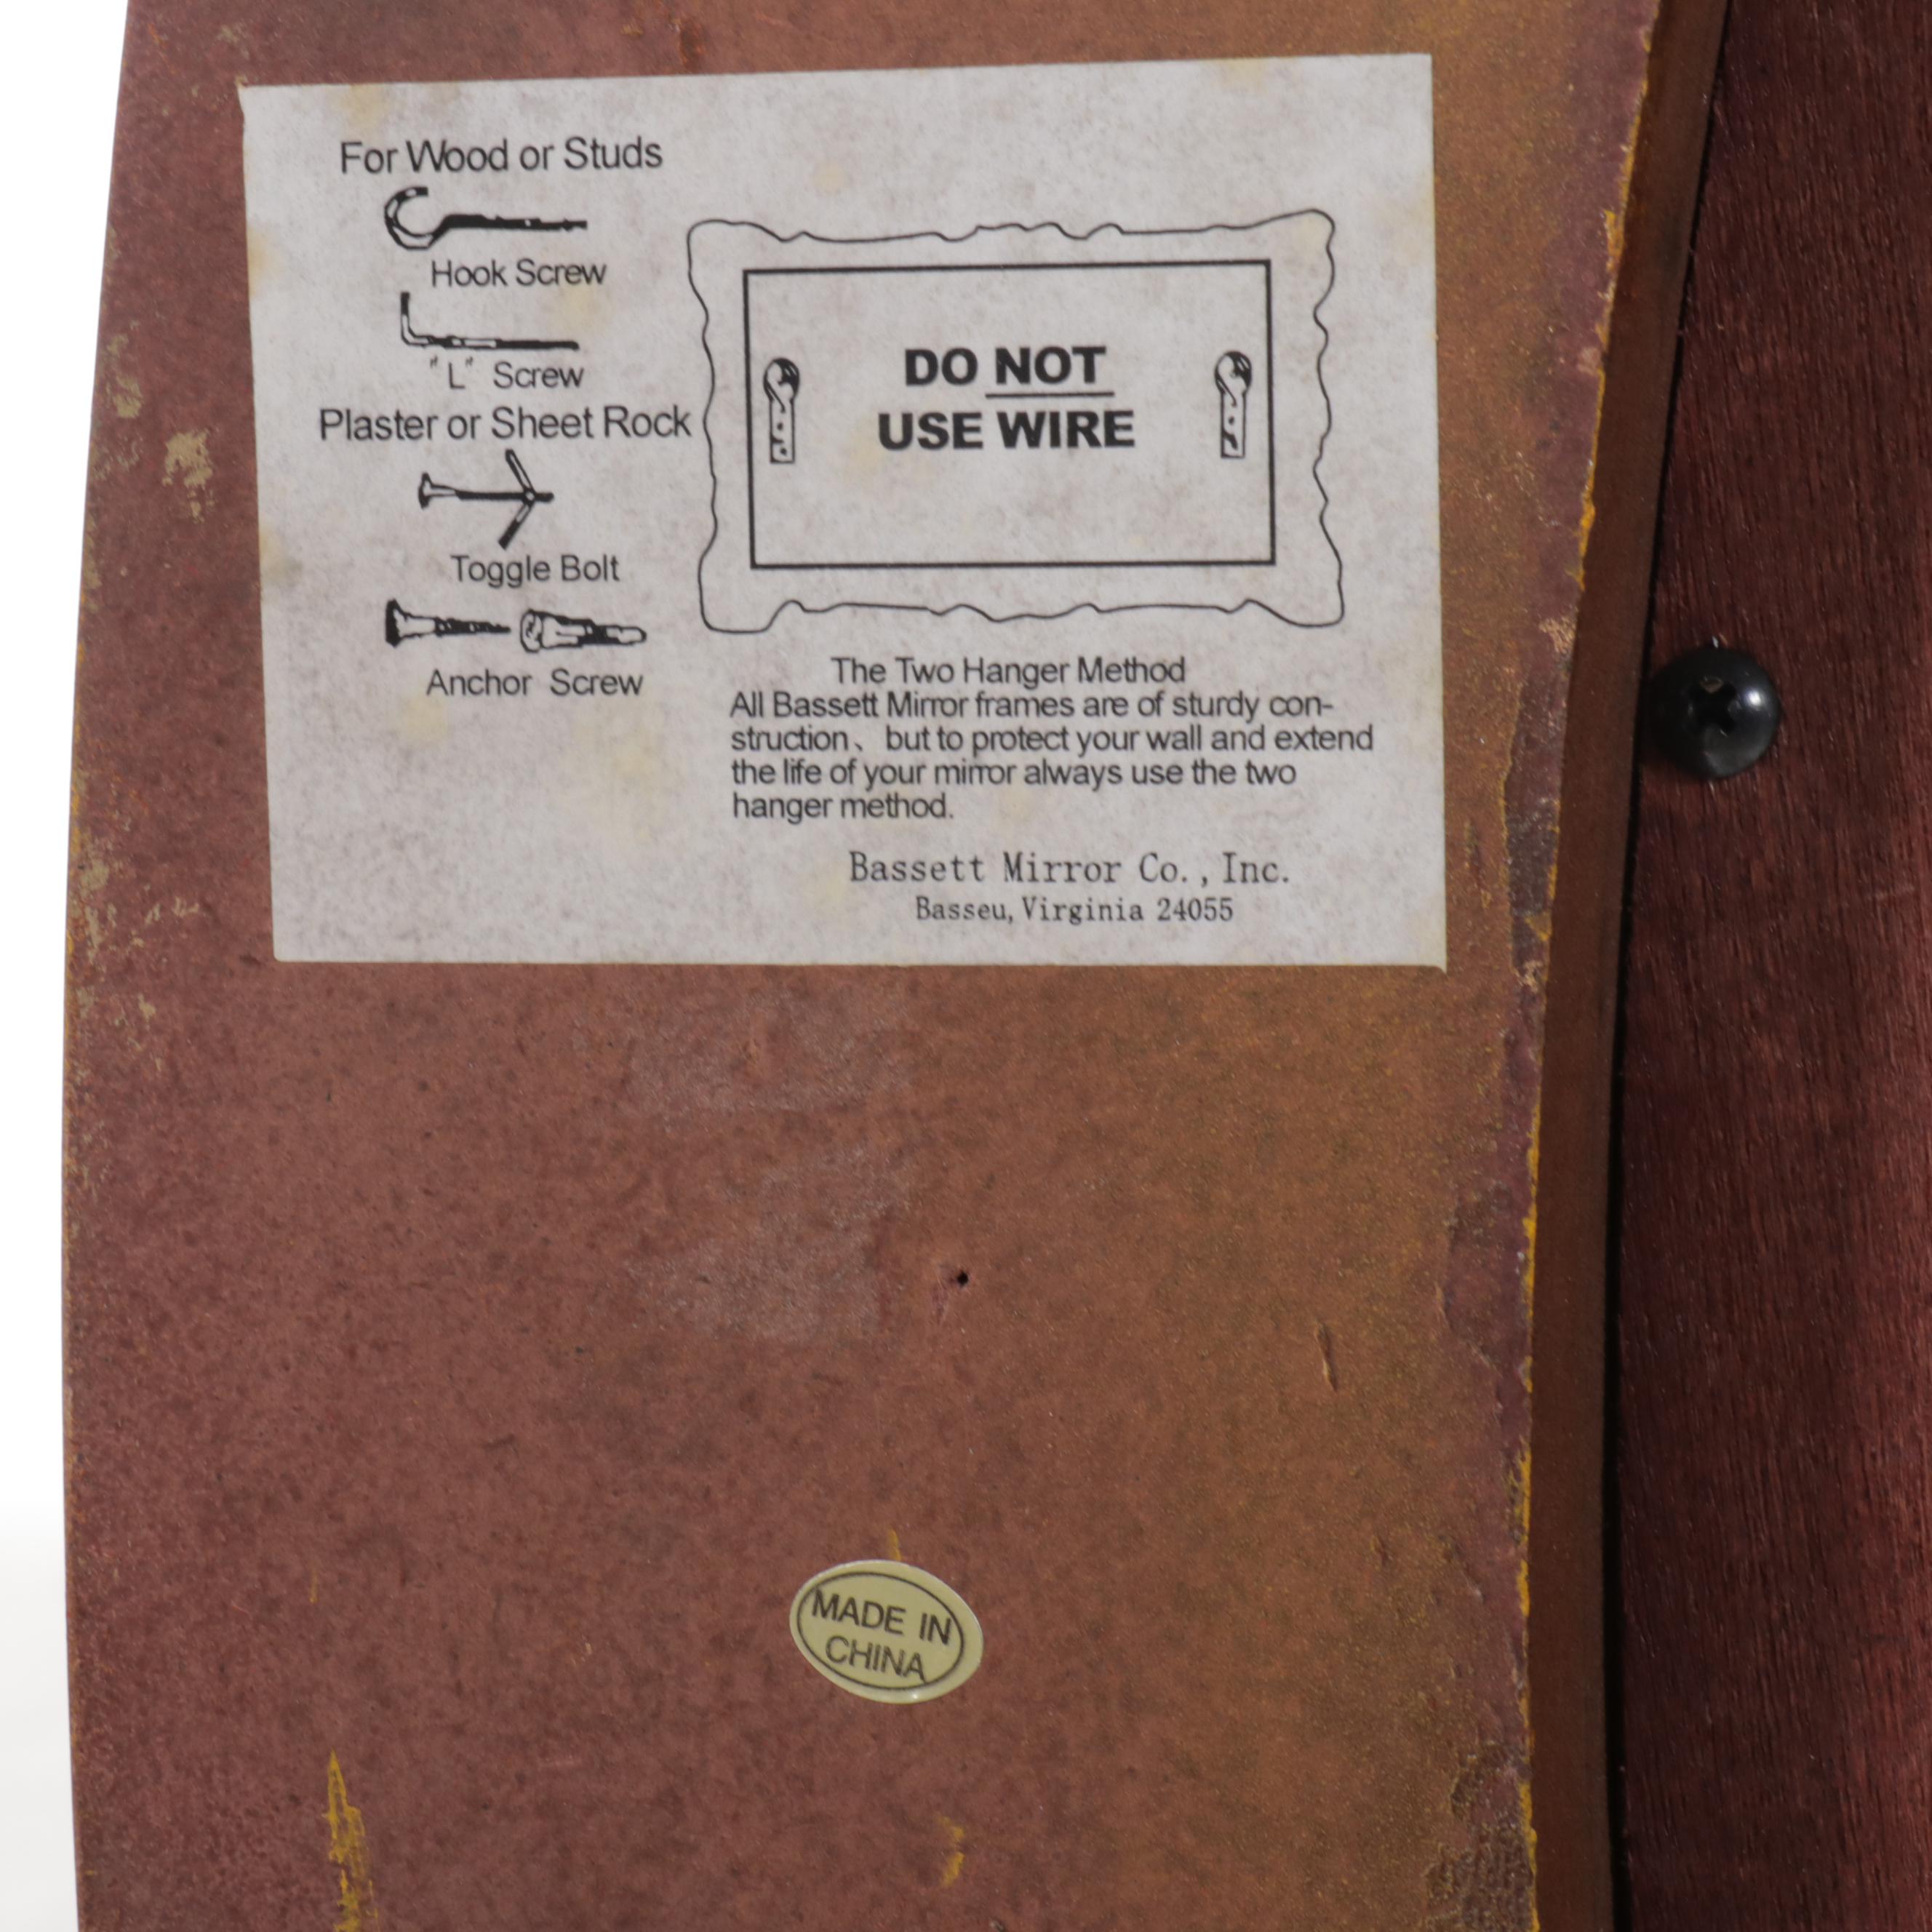 For Wood or Studs
Hook Screw
"L" Screw
Plaster or Sheet Rock
Toggle Bolt
Anchor Screw
DO NOT
USE WIRE
The Two Hanger Method
All Bassett Mirror frames are of sturdy con-
struction、 but to protect your wall and extend
the life of your mirror always use the two
hanger method.
Bassett Mirror Co., Inc.
Basseu, Virginia 24055
MADE IN
CHINA